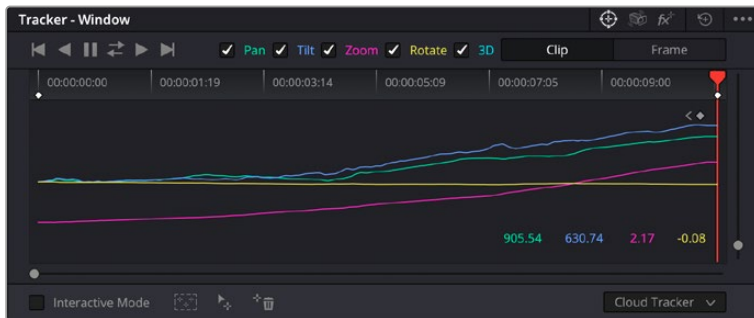 Tracker - Window
Pan Tilt Zoom Rotate 3D Clip Frame
00:00:00:00 00:00:01:19 00:00:03:14 00:00:05:09 00:00:07:05 00:00:09:00
905.54 630.74 2.17 -0.08
Interactive Mode Cloud Tracker